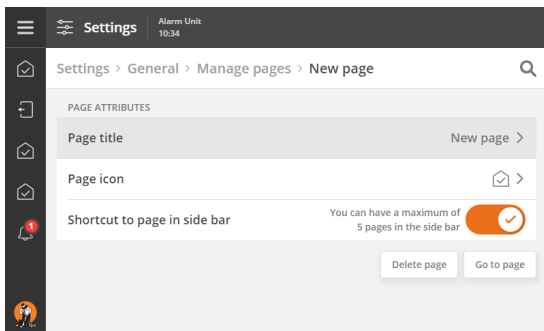 Settings
Alarm Unit
10:34
Settings > General > Manage pages > New page
PAGE ATTRIBUTES
Page title
New page >
Page icon
>
Shortcut to page in side bar
You can have a maximum of
5 pages in the side bar
1
Delete page
Go to page